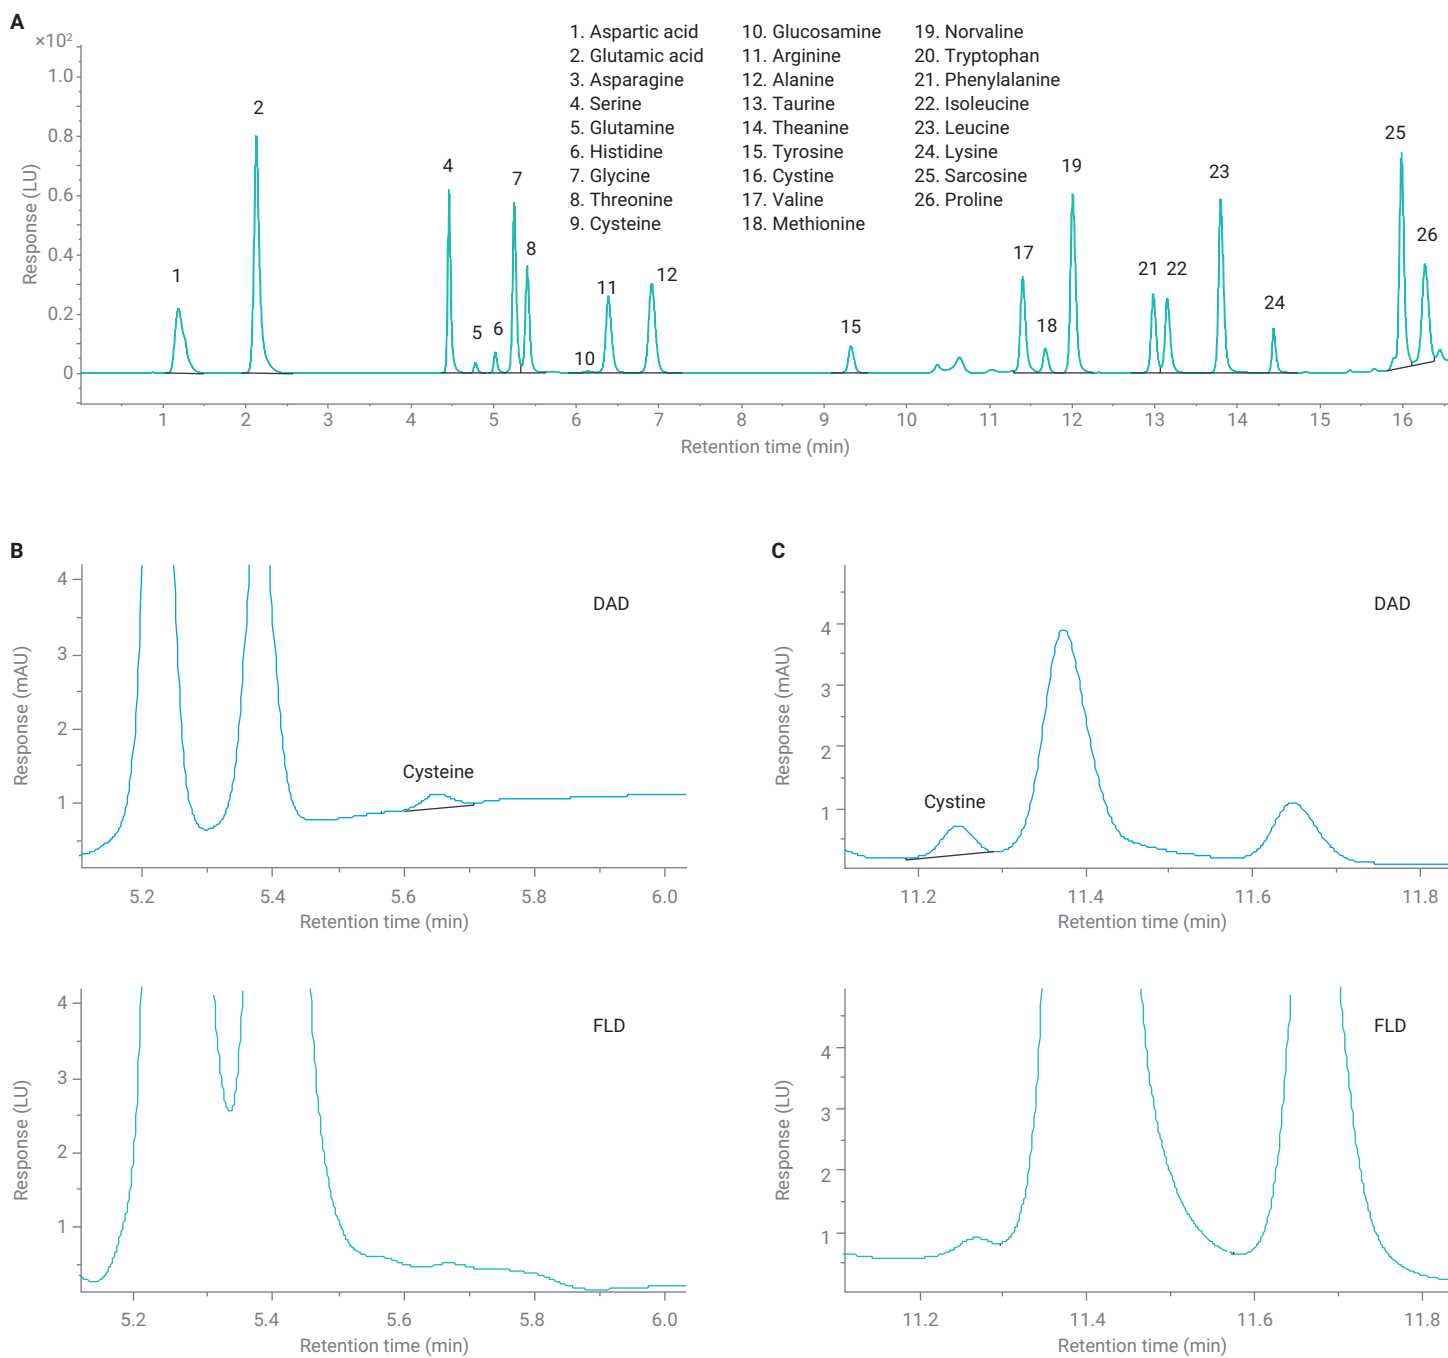 A
×10²
1. Aspartic acid
2. Glutamic acid
3. Asparagine
4. Serine
5. Glutamine
6. Histidine
7. Glycine
8. Threonine
9. Cysteine
10. Glucosamine
11. Arginine
12. Alanine
13. Taurine
14. Theanine
15. Tyrosine
16. Cystine
17. Valine
18. Methionine
19. Norvaline
20. Tryptophan
21. Phenylalanine
22. Isoleucine
23. Leucine
24. Lysine
25. Sarcosine
26. Proline
Response (LU)
1.0
0.8
0.6
0.4
0.2
0
1
2
4
5
6
7
8
10
11
12
15
17
18
19
21
22
23
24
25
26
1 2 3 4 5 6 7 8 9 10 11 12 13 14 15 16
Retention time (min)
B
Response (mAU)
4
3
2
1
DAD
Cysteine
5.2 5.4 5.6 5.8 6.0
Retention time (min)
C
Response (mAU)
4
3
2
1
DAD
Cystine
11.2 11.4 11.6 11.8
Retention time (min)
Response (LU)
4
3
2
1
FLD
5.2 5.4 5.6 5.8 6.0
Retention time (min)
Response (LU)
4
3
2
1
FLD
11.2 11.4 11.6 11.8
Retention time (min)